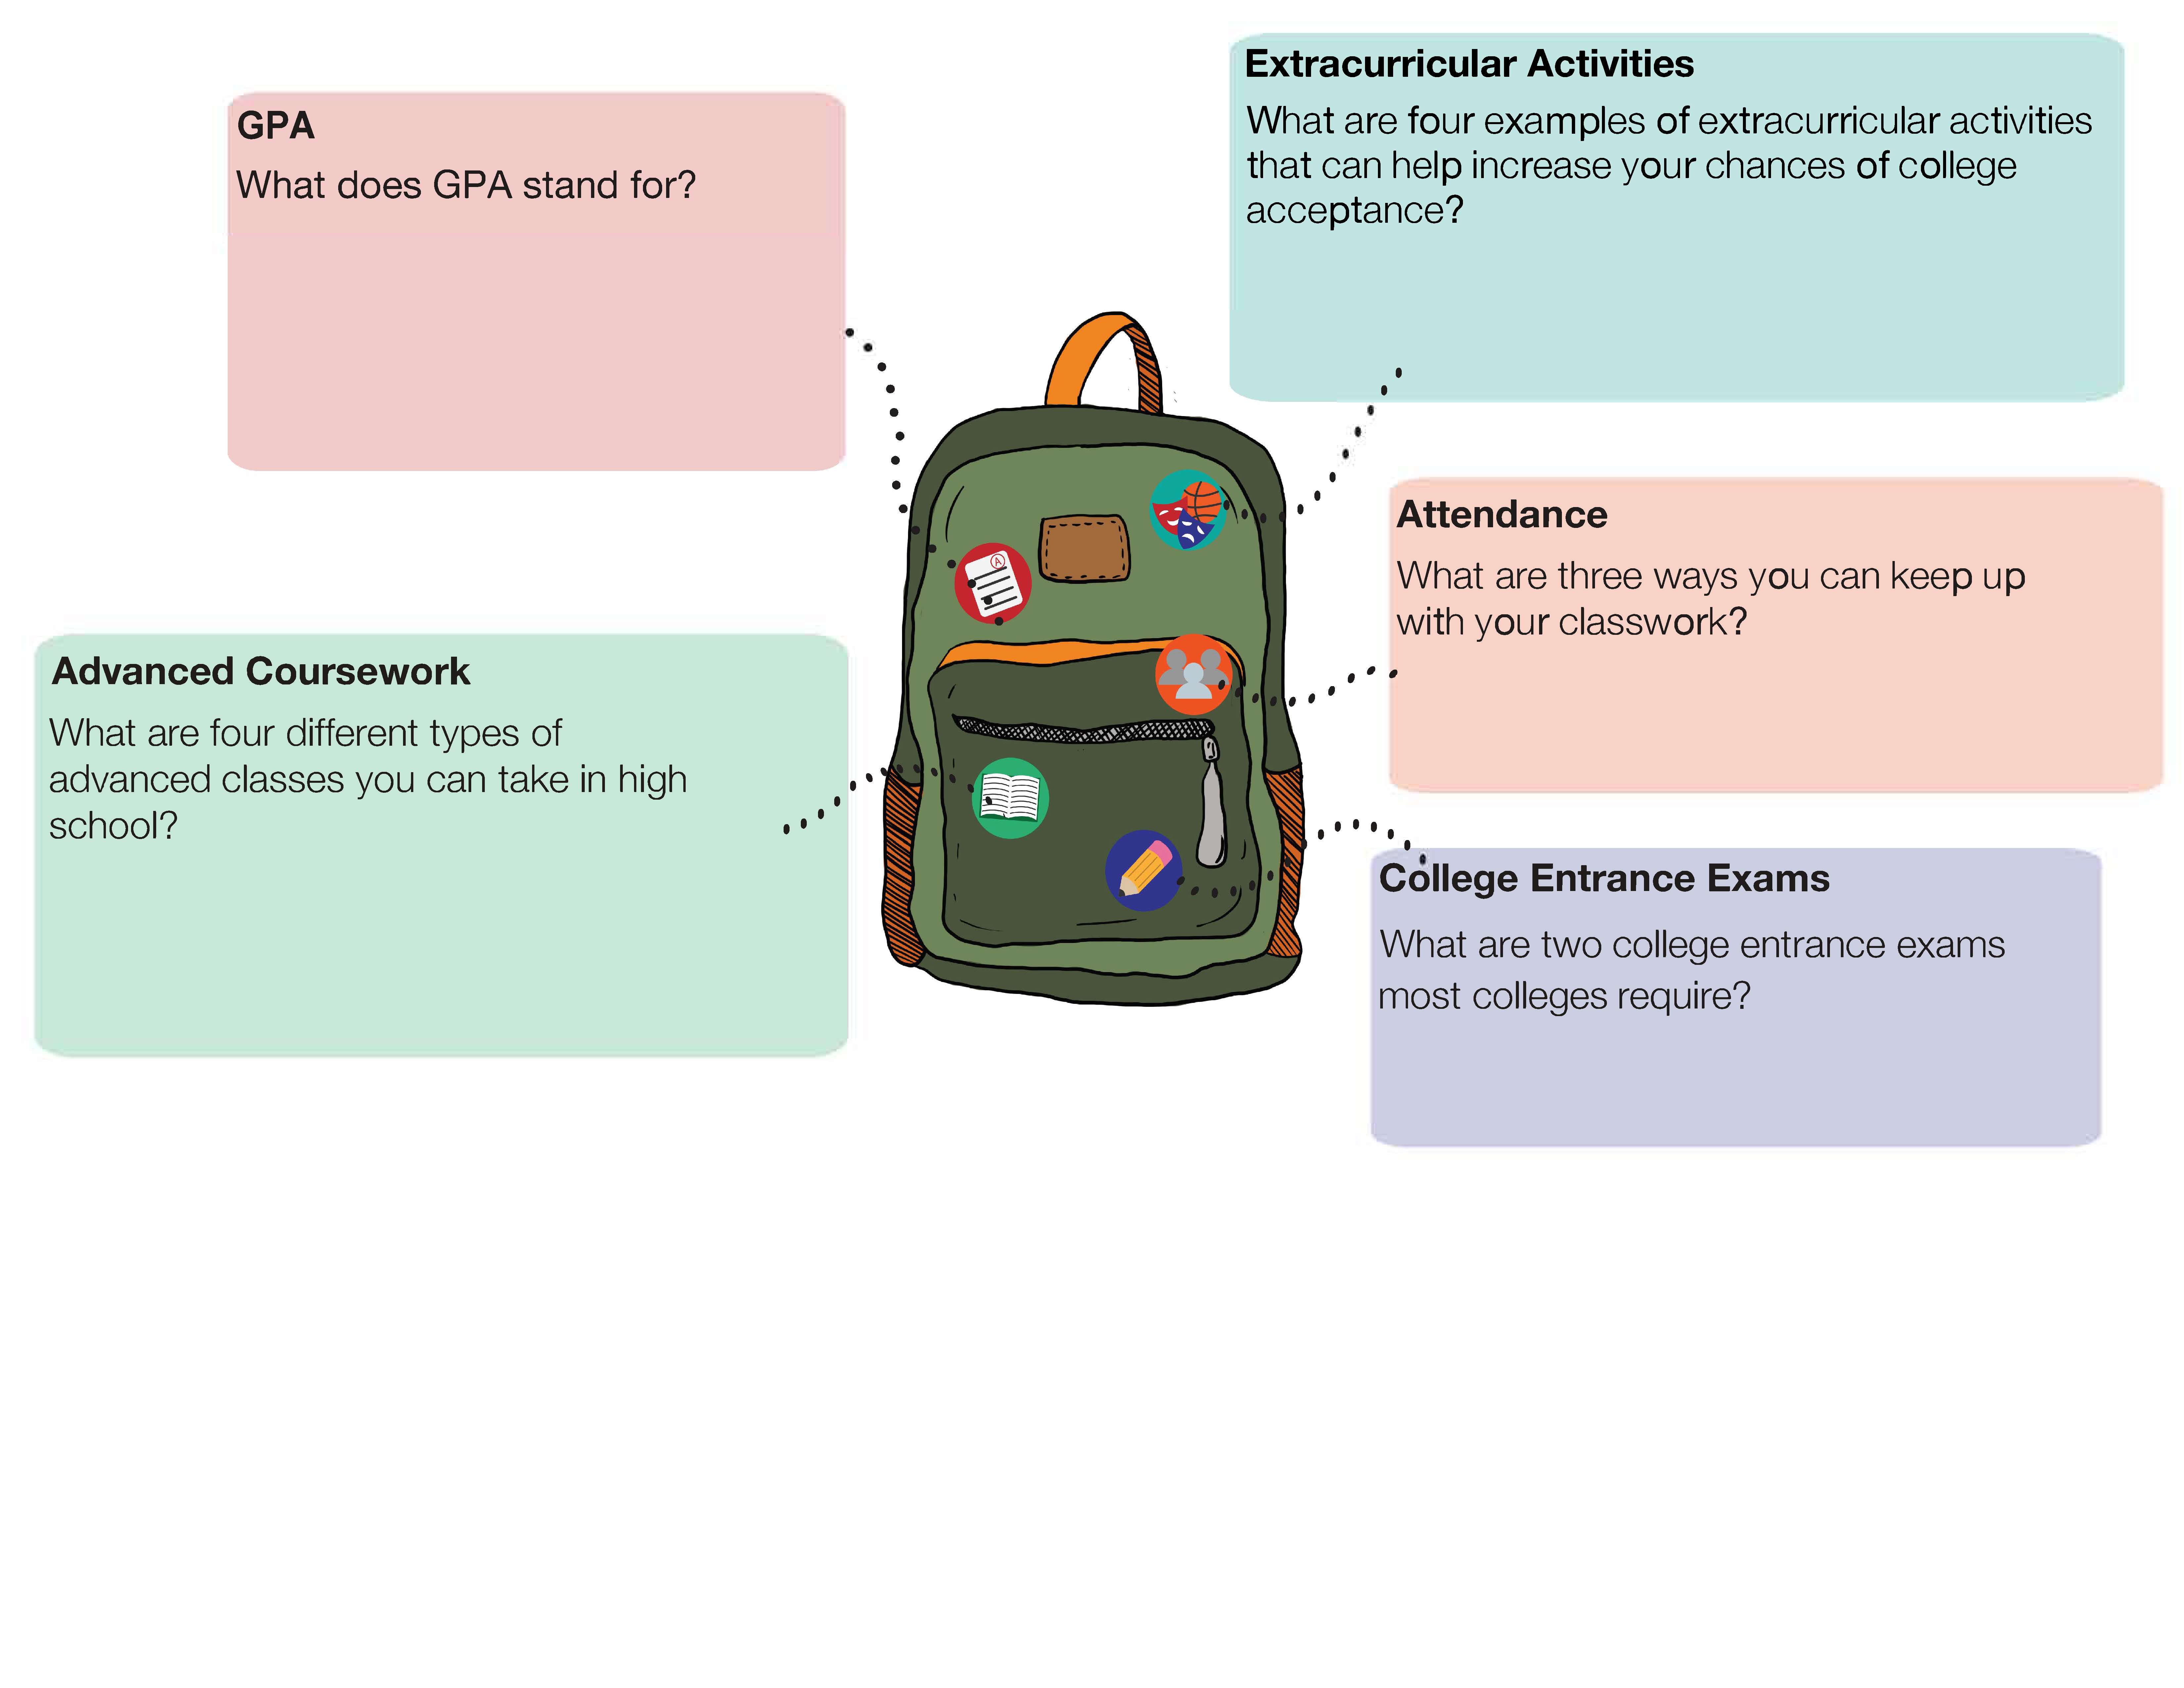 GPA
What does GPA stand for?
Extracurricular Activities
What are four examples of extracurricular activities
that can help increase your chances of college
acceptance?
Attendance
What are three ways you can keep up
with your classwork?
Advanced Coursework
What are four different types of
advanced classes you can take in high
school?
College Entrance Exams
What are two college entrance exams
most colleges require?
A